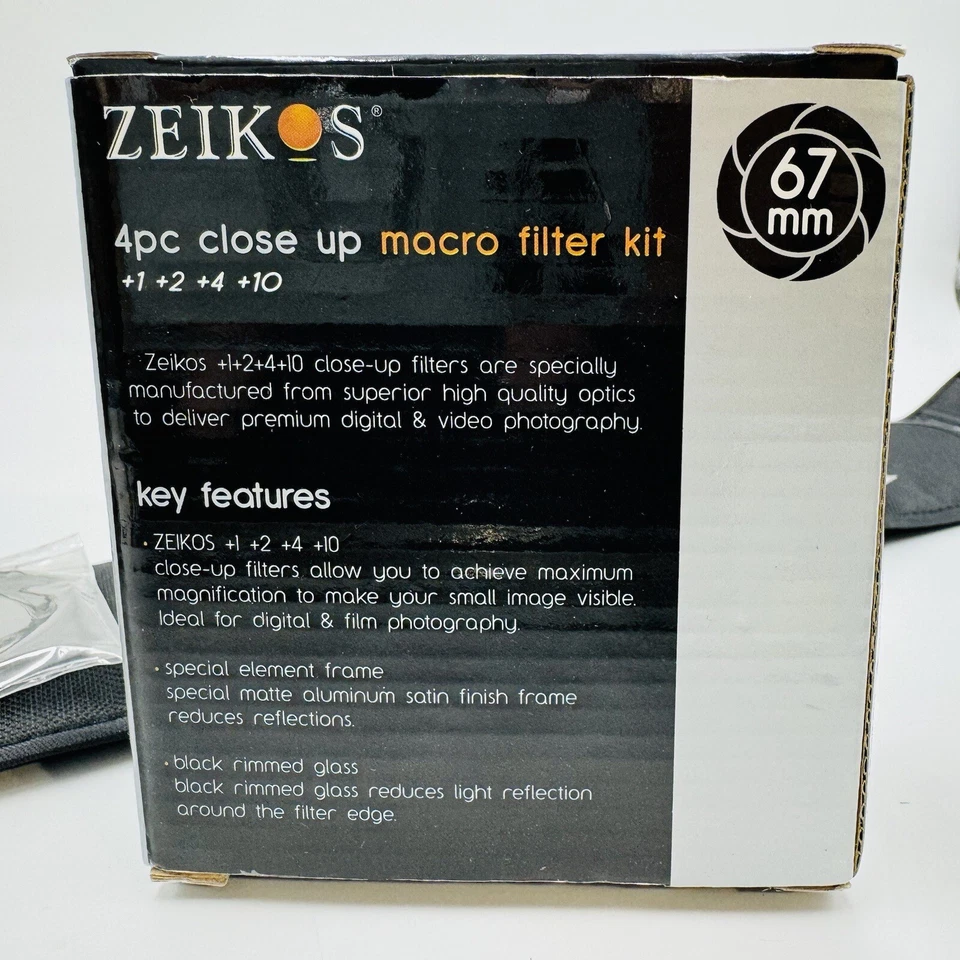 ZEIKOS®
67
mm
4pc close up macro filter kit
+1 +2 +4 +10
Zeikos +1+2+4+10 close-up filters are specially
manufactured from superior high quality optics
to deliver premium digital & video photography.
key features
• ZEIKOS +1 +2 +4 +10
close-up filters allow you to achieve maximum
magnification to make your small image visible.
Ideal for digital & film photography.
• special element frame
special matte aluminum satin finish frame
reduces reflections.
• black rimmed glass
black rimmed glass reduces light reflection
around the filter edge.